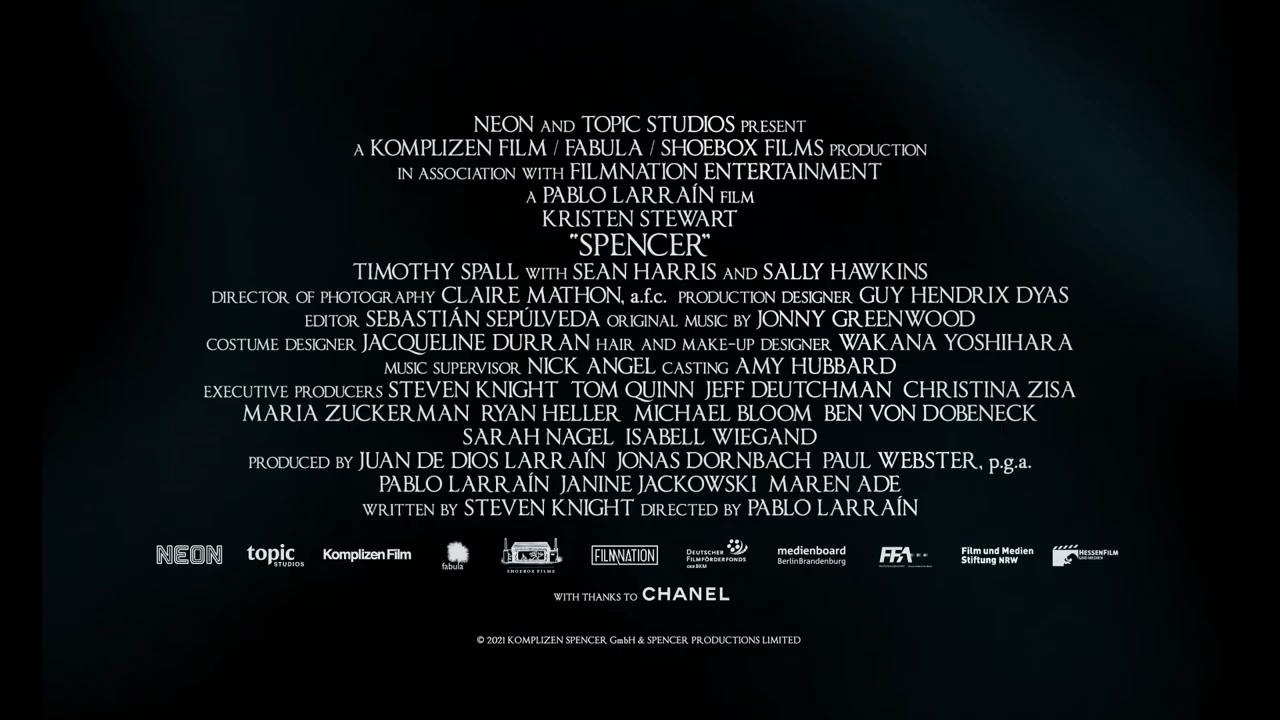 NEON AND TOPIC STUDIOS PRESENT
A KOMPLIZEN FILM / FABULA / SHOEBOX FILMS PRODUCTION
IN ASSOCIATION WITH FILMNATION ENTERTAINMENT
A PABLO LARRAÍN FILM
KRISTEN STEWART
"SPENCER"
TIMOTHY SPALL WITH SEAN HARRIS AND SALLY HAWKINS
DIRECTOR OF PHOTOGRAPHY CLAIRE MATHON, a.f.c. PRODUCTION DESIGNER GUY HENDRIX DYAS
EDITOR SEBASTIÁN SEPÚLVEDA ORIGINAL MUSIC BY JONNY GREENWOOD
COSTUME DESIGNER JACQUELINE DURRAN HAIR AND MAKE-UP DESIGNER WAKANA YOSHIHARA
MUSIC SUPERVISOR NICK ANGEL CASTING AMY HUBBARD
EXECUTIVE PRODUCERS STEVEN KNIGHT TOM QUINN JEFF DEUTCHMAN CHRISTINA ZISA
MARIA ZUCKERMAN RYAN HELLER MICHAEL BLOOM BEN VON DOBENECK
SARAH NAGEL ISABELL WIEGAND
PRODUCED BY JUAN DE DIOS LARRAÍN JONAS DORNBACH PAUL WEBSTER, p.g.a.
PABLO LARRAÍN JANINE JACKOWSKI MAREN ADE
WRITTEN BY STEVEN KNIGHT DIRECTED BY PABLO LARRAÍN
NEON
topic STUDIOS
Komplizen Film
fabula
SHOEBOX FILMS
FILMNATION
DEUTSCHER FILMFÖRDERFONDS DER BKM
medienboard BerlinBrandenburg
FFA
Film und Medien Stiftung NRW
HESSENFILM UND MEDIEN
WITH THANKS TO CHANEL
© 2021 KOMPLIZEN SPENCER GmbH & SPENCER PRODUCTIONS LIMITED